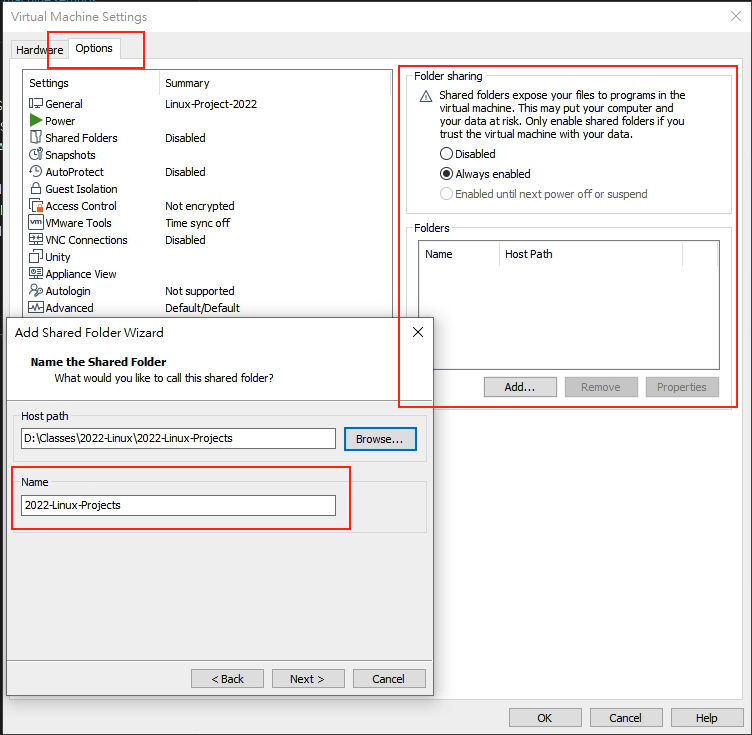 Virtual Machine Settings
Hardware Options
Settings Summary
General Linux-Project-2022
Power
Shared Folders Disabled
Snapshots
AutoProtect Disabled
Guest Isolation
Access Control Not encrypted
VMware Tools Time sync off
VNC Connections Disabled
Unity
Appliance View
Autologin Not supported
Advanced Default/Default
Folder sharing
Shared folders expose your files to programs in the
virtual machine. This may put your computer and
your data at risk. Only enable shared folders if you
trust the virtual machine with your data.
Disabled
Always enabled
Enabled until next power off or suspend
Folders
Name Host Path
Add... Remove Properties
Add Shared Folder Wizard
Name the Shared Folder
What would you like to call this shared folder?
Host path
D:\Classes\2022-Linux\2022-Linux-Projects Browse...
Name
2022-Linux-Projects
< Back Next > Cancel
OK Cancel Help